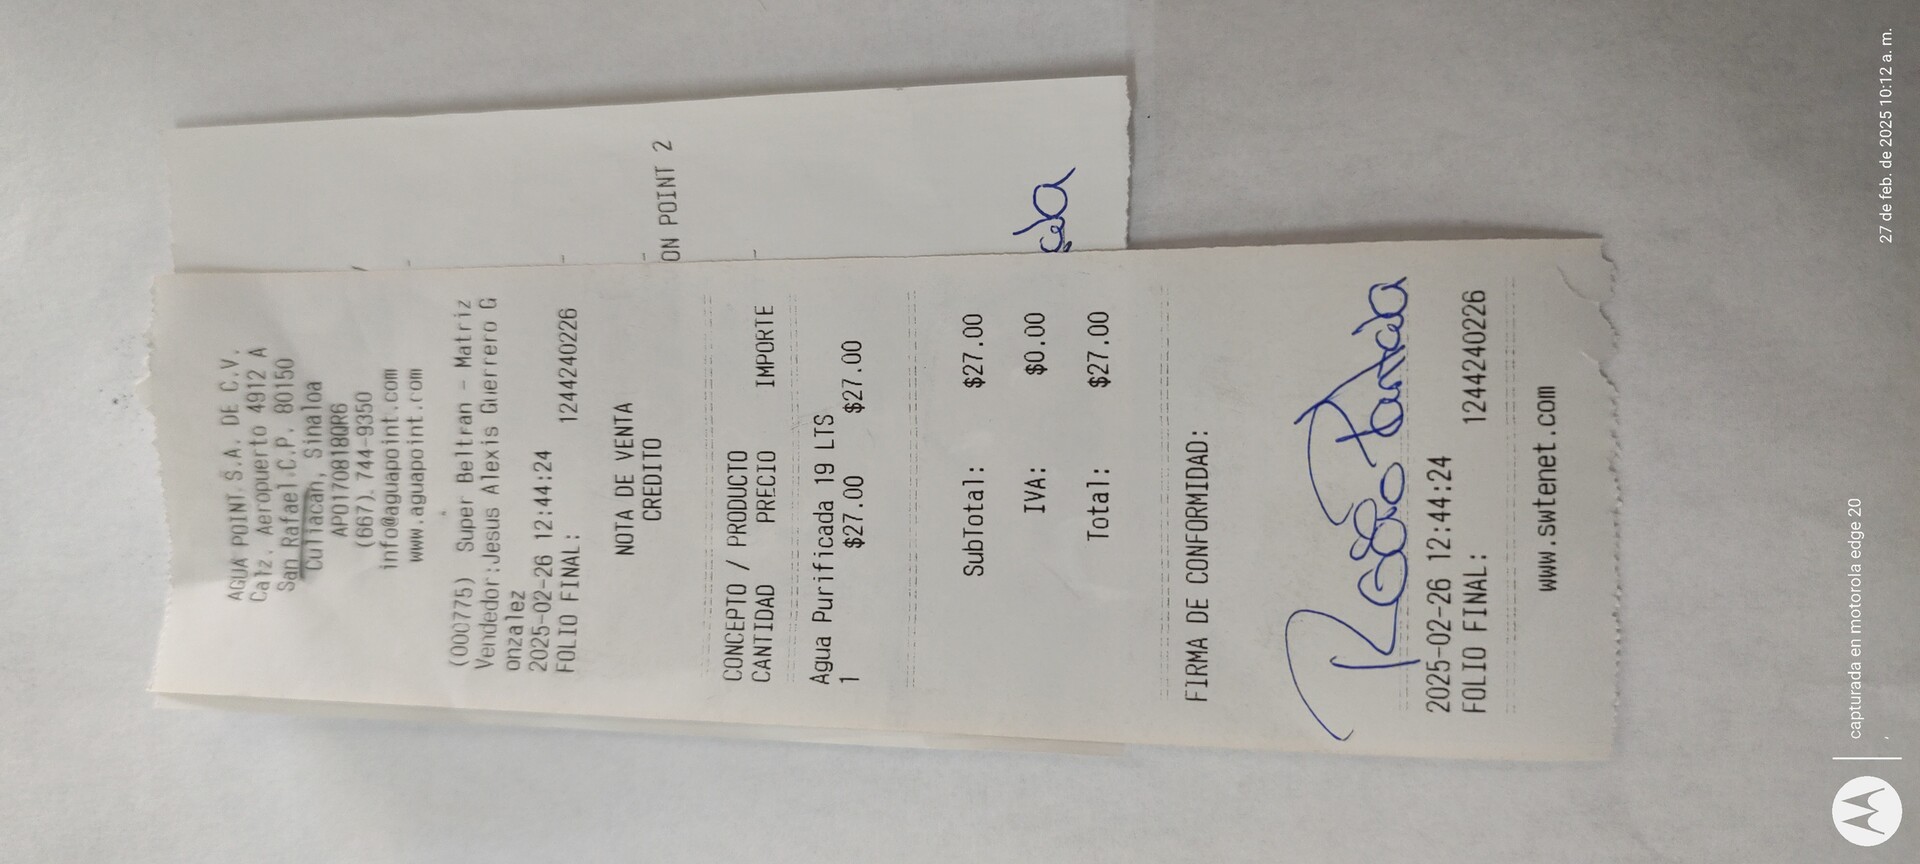 AGUA POINT S.A. DE C.V.
Calz. Aeropuerto 4912 A
San Rafael C.P. 80150
Culiacan, Sinaloa
APO170818QR6
(667). 744-9350
info@aguapoint.com
www.aguapoint.com
(000775) Super Beltran - Matriz
Vendedor:Jesus Alexis Guerrero G
onzalez
2025-02-26 12:44:24
FOLIO FINAL: 1244240226
NOTA DE VENTA
CREDITO
CONCEPTO / PRODUCTO
CANTIDAD PRECIO IMPORTE
Agua Purificada 19 LTS
1 $27.00 $27.00
SubTotal: $27.00
IVA: $0.00
Total: $27.00
FIRMA DE CONFORMIDAD:
2025-02-26 12:44:24
FOLIO FINAL: 1244240226
www.swtenet.com
ON POINT 2
capturada en motorola edge 20
27 de feb. de 2025 10:12 a. m.